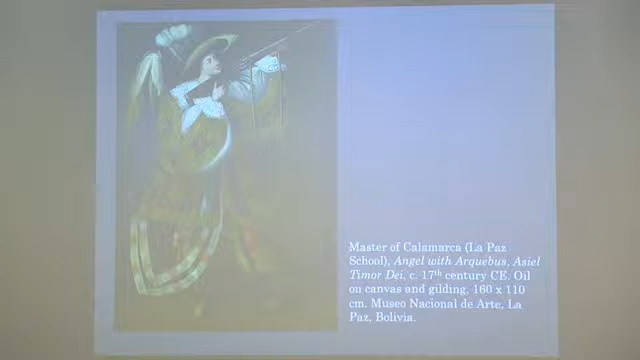 Master of Calamarca (La Paz
School), Angel with Arquebus, Asiel
Timor Dei, c. 17th century CE. Oil
on canvas and gilding, 160 x 110
cm. Museo Nacional de Arte, La
Paz, Bolivia.